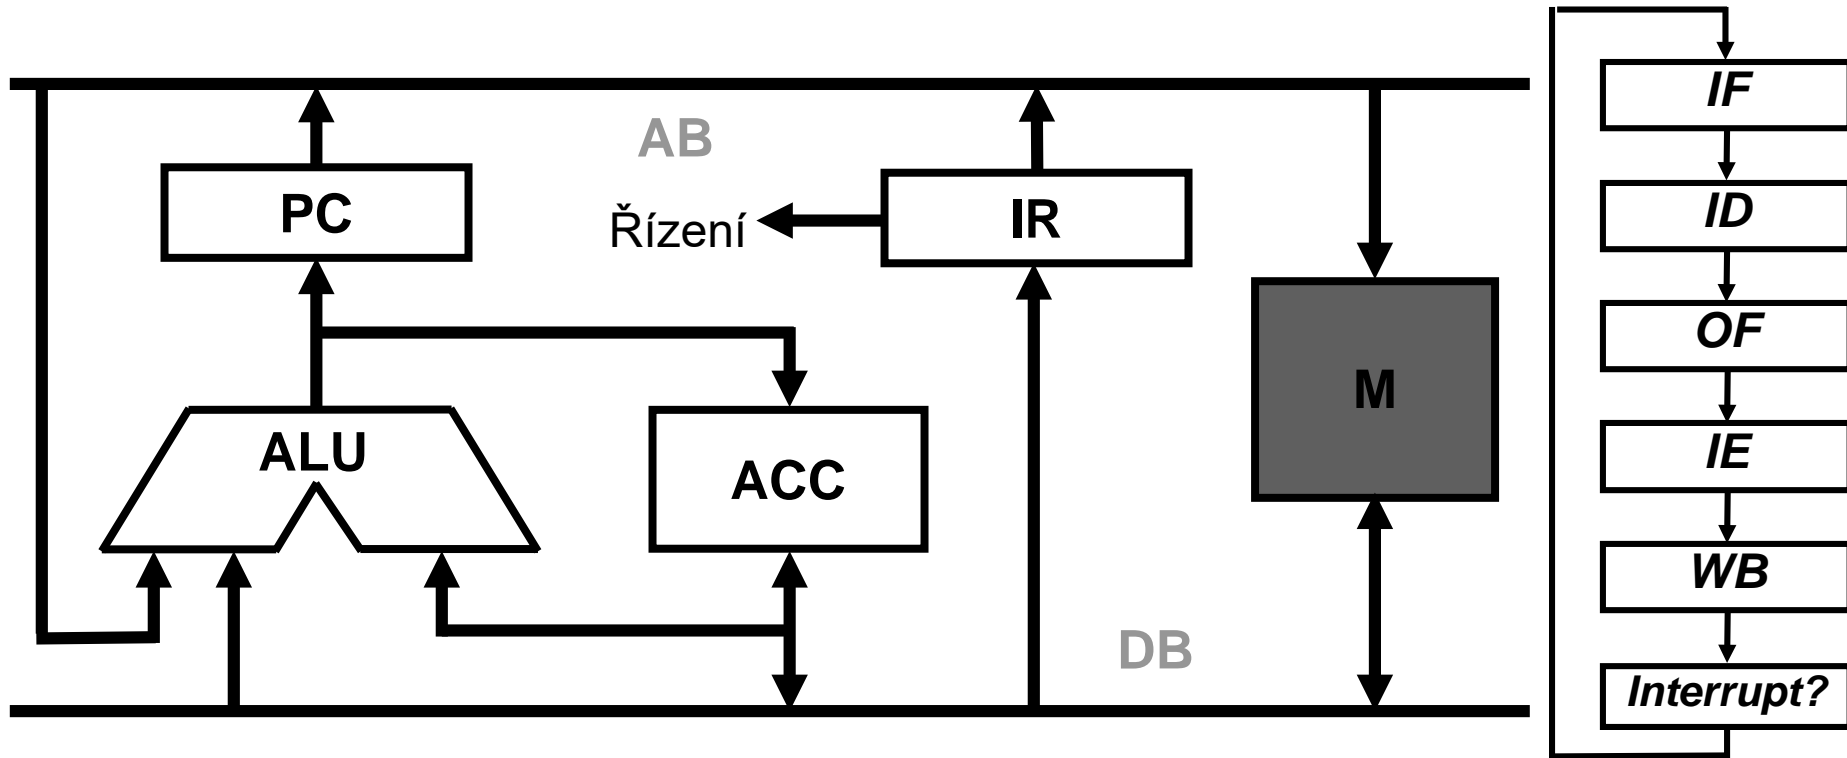 AB
PC
Řízení
IR
ALU
ACC
M
DB
IF
ID
OF
IE
WB
Interrupt?